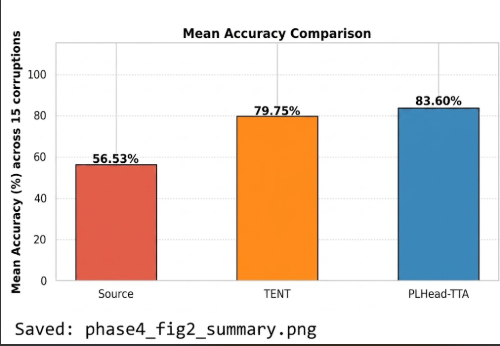 Mean Accuracy Comparison
Mean Accuracy (%) across 15 corruptions
100
80
60
40
20
0
56.53%
79.75%
83.60%
Source
TENT
PLHead-TTA
Saved: phase4_fig2_summary.png